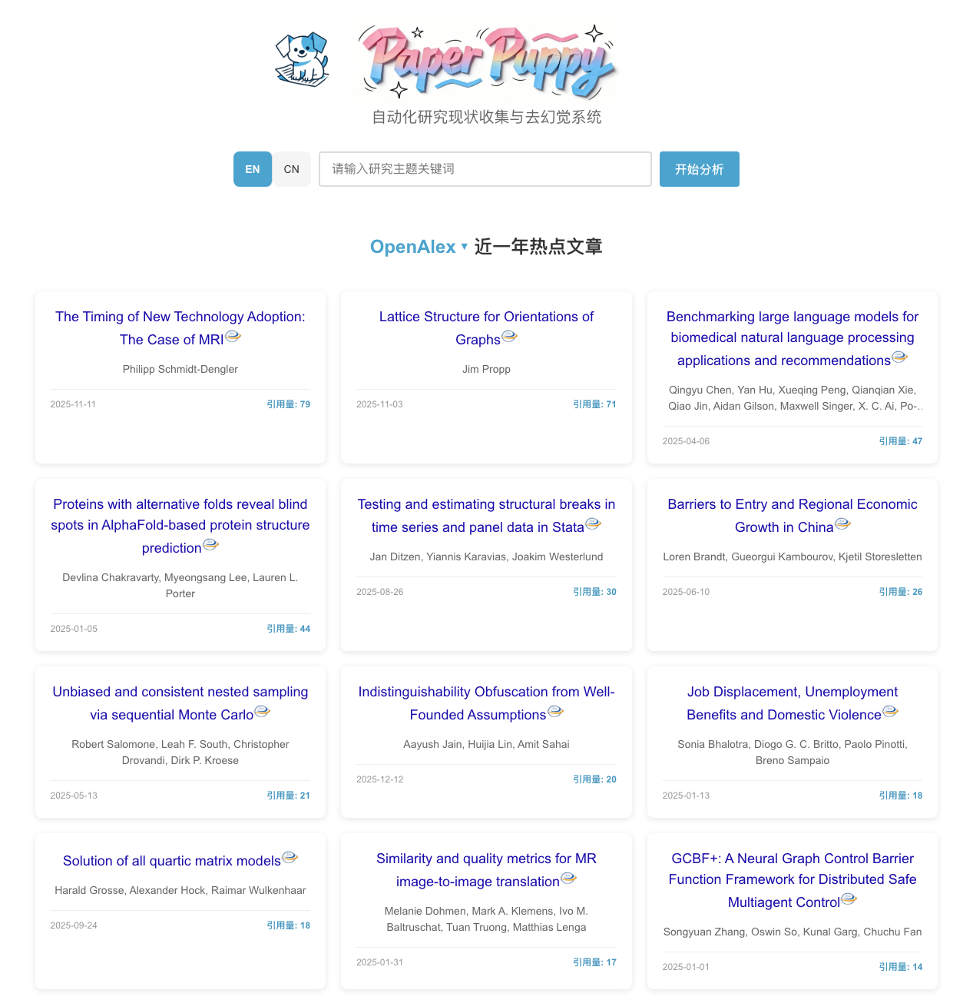 Paper Puppy
自动化研究现状收集与去幻觉系统
EN CN 请输入研究主题关键词 开始分析
OpenAlex ▾ 近一年热点文章
The Timing of New Technology Adoption:
The Case of MRI
Philipp Schmidt-Dengler
2025-11-11 引用量: 79
Lattice Structure for Orientations of
Graphs
Jim Propp
2025-11-03 引用量: 71
Benchmarking large language models for
biomedical natural language processing
applications and recommendations
Qingyu Chen, Yan Hu, Xueqing Peng, Qianqian Xie,
Qiao Jin, Aidan Gilson, Maxwell Singer, X. C. Ai, Po-..
2025-04-06 引用量: 47
Proteins with alternative folds reveal blind
spots in AlphaFold-based protein structure
prediction
Devlina Chakravarty, Myeongsang Lee, Lauren L.
Porter
2025-01-05 引用量: 44
Testing and estimating structural breaks in
time series and panel data in Stata
Jan Ditzen, Yiannis Karavias, Joakim Westerlund
2025-08-26 引用量: 30
Barriers to Entry and Regional Economic
Growth in China
Loren Brandt, Gueorgui Kambourov, Kjetil Storesletten
2025-06-10 引用量: 26
Unbiased and consistent nested sampling
via sequential Monte Carlo
Robert Salomone, Leah F. South, Christopher
Drovandi, Dirk P. Kroese
2025-05-13 引用量: 21
Indistinguishability Obfuscation from Well-
Founded Assumptions
Aayush Jain, Huijia Lin, Amit Sahai
2025-12-12 引用量: 20
Job Displacement, Unemployment
Benefits and Domestic Violence
Sonia Bhalotra, Diogo G. C. Britto, Paolo Pinotti,
Breno Sampaio
2025-01-13 引用量: 18
Solution of all quartic matrix models
Harald Grosse, Alexander Hock, Raimar Wulkenhaar
2025-09-24 引用量: 18
Similarity and quality metrics for MR
image-to-image translation
Melanie Dohmen, Mark A. Klemens, Ivo M.
Baltruschat, Tuan Truong, Matthias Lenga
2025-01-31 引用量: 17
GCBF+: A Neural Graph Control Barrier
Function Framework for Distributed Safe
Multiagent Control
Songyuan Zhang, Oswin So, Kunal Garg, Chuchu Fan
2025-01-01 引用量: 14